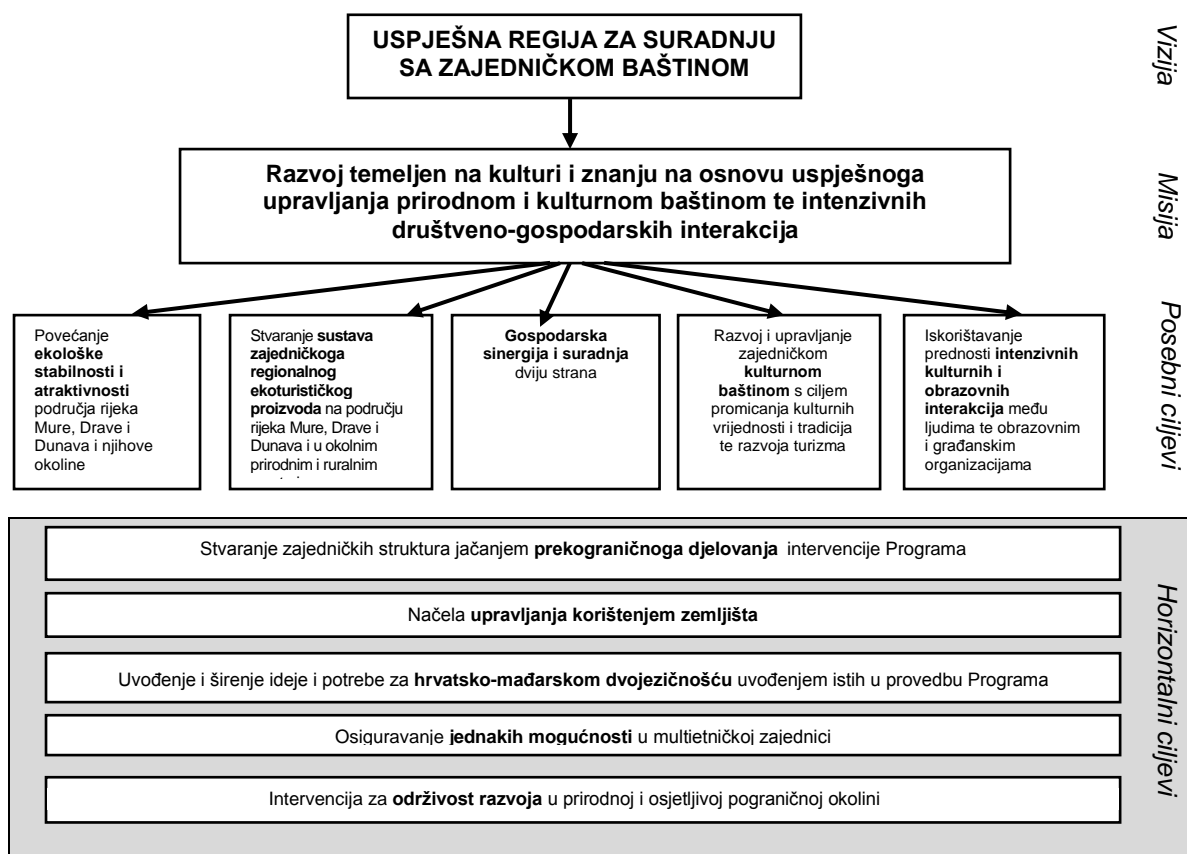 USPJEŠNA REGIJA ZA SURADNJU
SA ZAJEDNIČKOM BAŠTINOM
Vizija
Razvoj temeljen na kulturi i znanju na osnovu uspješnoga
upravljanja prirodnom i kulturnom baštinom te intenzivnih
društveno-gospodarskih interakcija
Misija
Povećanje
ekološke
stabilnosti i
atraktivnosti
područja rijeka
Mure, Drave i
Dunava i njihove
okoline
Stvaranje sustava
zajedničkoga
regionalnog
ekoturističkog
proizvoda na području
rijeka Mure, Drave i
Dunava i u okolnim
prirodnim i ruralnim
Gospodarska
sinergija i suradnja
dviju strana
Razvoj i upravljanje
zajedničkom
kulturnom
baštinom s ciljem
promicanja kulturnih
vrijednosti i tradicija
te razvoja turizma
Iskorištavanje
prednosti intenzivnih
kulturnih i
obrazovnih
interakcija među
ljudima te obrazovnim
i građanskim
organizacijama
Posebni ciljevi
Stvaranje zajedničkih struktura jačanjem prekograničnoga djelovanja intervencije Programa
Načela upravljanja korištenjem zemljišta
Uvođenje i širenje ideje i potrebe za hrvatsko-mađarskom dvojezičnošću uvođenjem istih u provedbu Programa
Osiguravanje jednakih mogućnosti u multietničkoj zajednici
Intervencija za održivost razvoja u prirodnoj i osjetljivoj pograničnoj okolini
Horizontalni ciljevi